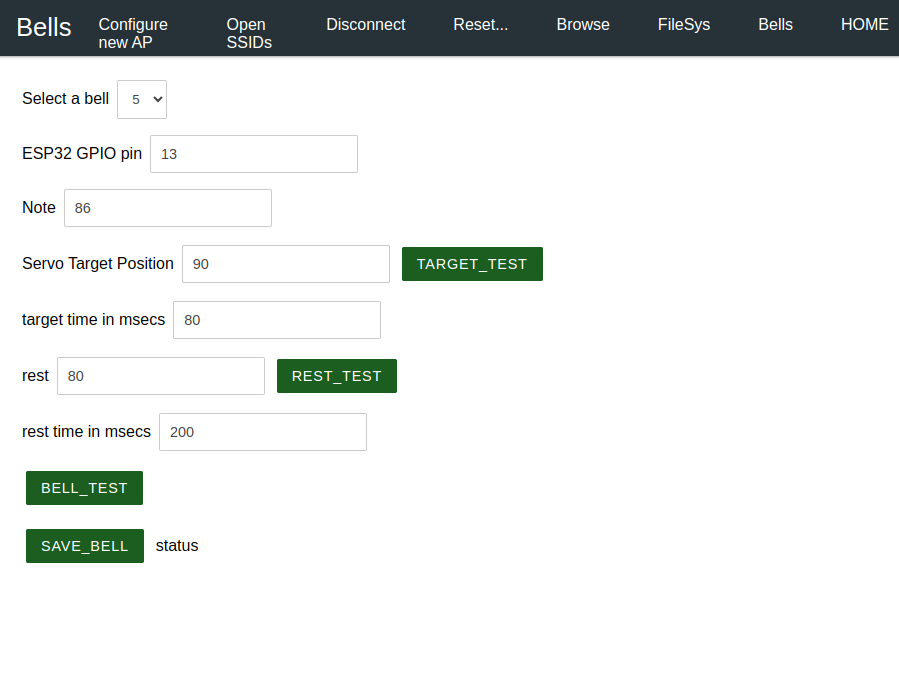 Bells Configure new AP Open SSIDs Disconnect Reset... Browse FileSys Bells HOME
Select a bell 5
ESP32 GPIO pin 13
Note 86
Servo Target Position 90 TARGET_TEST
target time in msecs 80
rest 80 REST_TEST
rest time in msecs 200
BELL_TEST
SAVE_BELL status